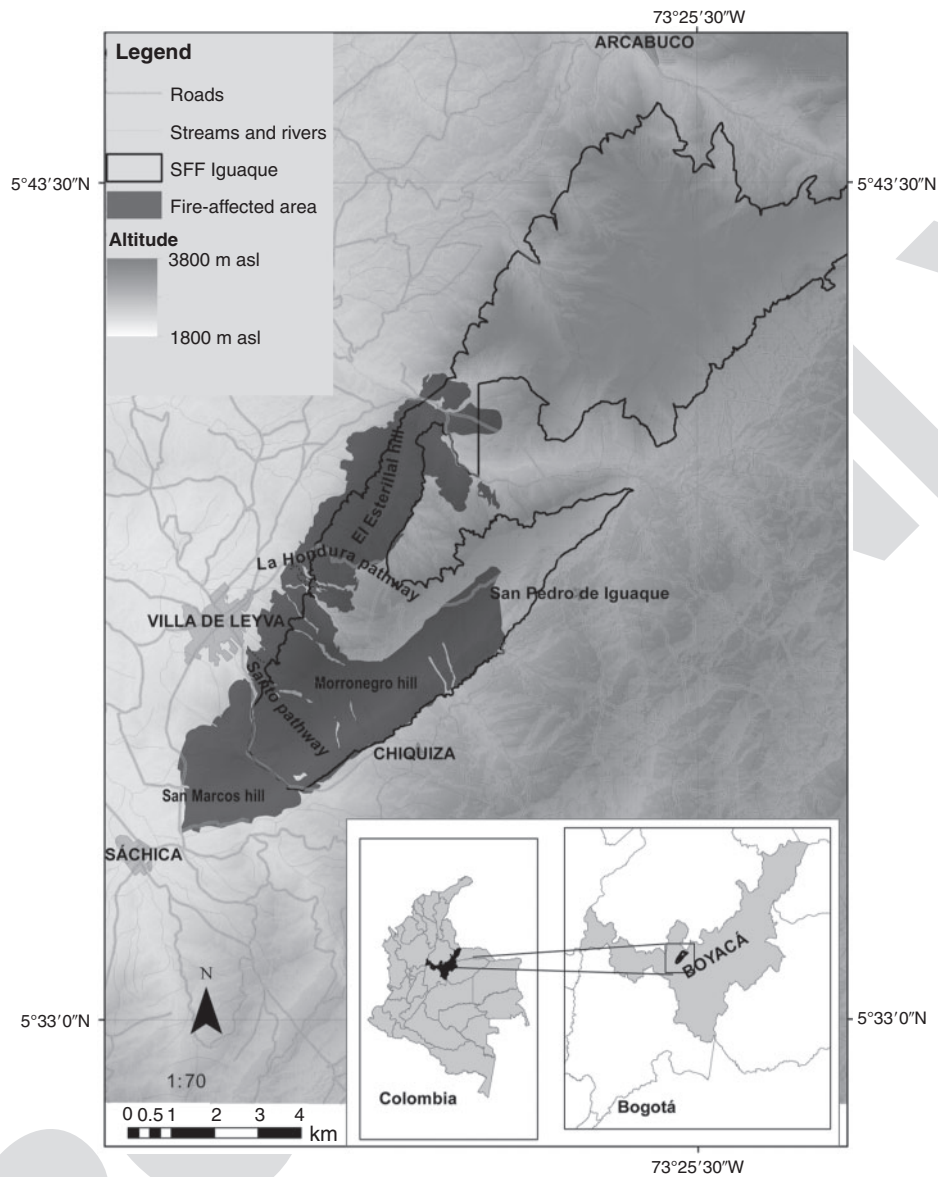 73°25′30″W
ARCABUCO
Legend
Roads
Streams and rivers
SFF Iguaque
Fire-affected area
Altitude
3800 m asl
1800 m asl
5°43′30″N
5°43′30″N
El Esterillal hill
La Hondura pathway
San Pedro de Iguaque
VILLA DE LEYVA
Morronegro hill
Santo pathway
CHIQUIZA
San Marcos hill
SÁCHICA
BOYACÁ
N
5°33′0″N
5°33′0″N
1:70
Colombia
Bogotá
0 0.5 1 2 3 4
km
73°25′30″W